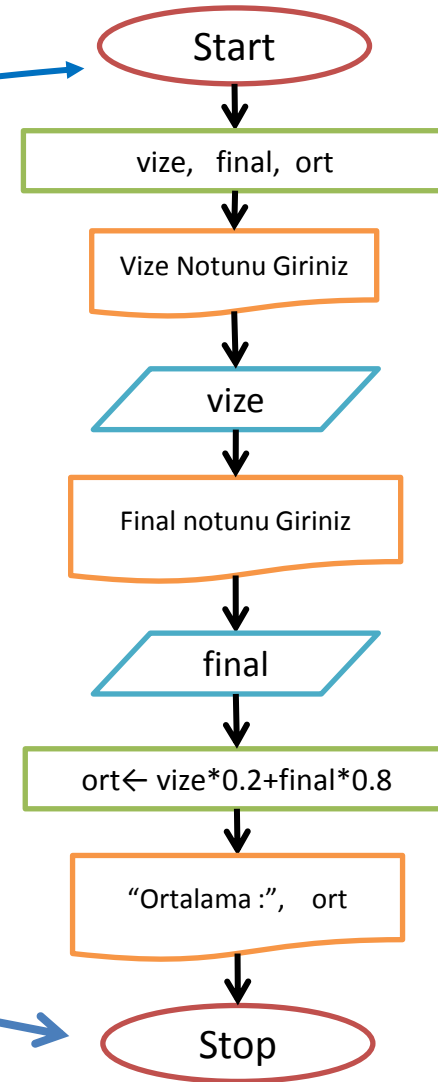 Start
vize, final, ort
Vize Notunu Giriniz
vize
Final notunu Giriniz
final
ort← vize*0.2+final*0.8
“Ortalama :”, ort
Stop